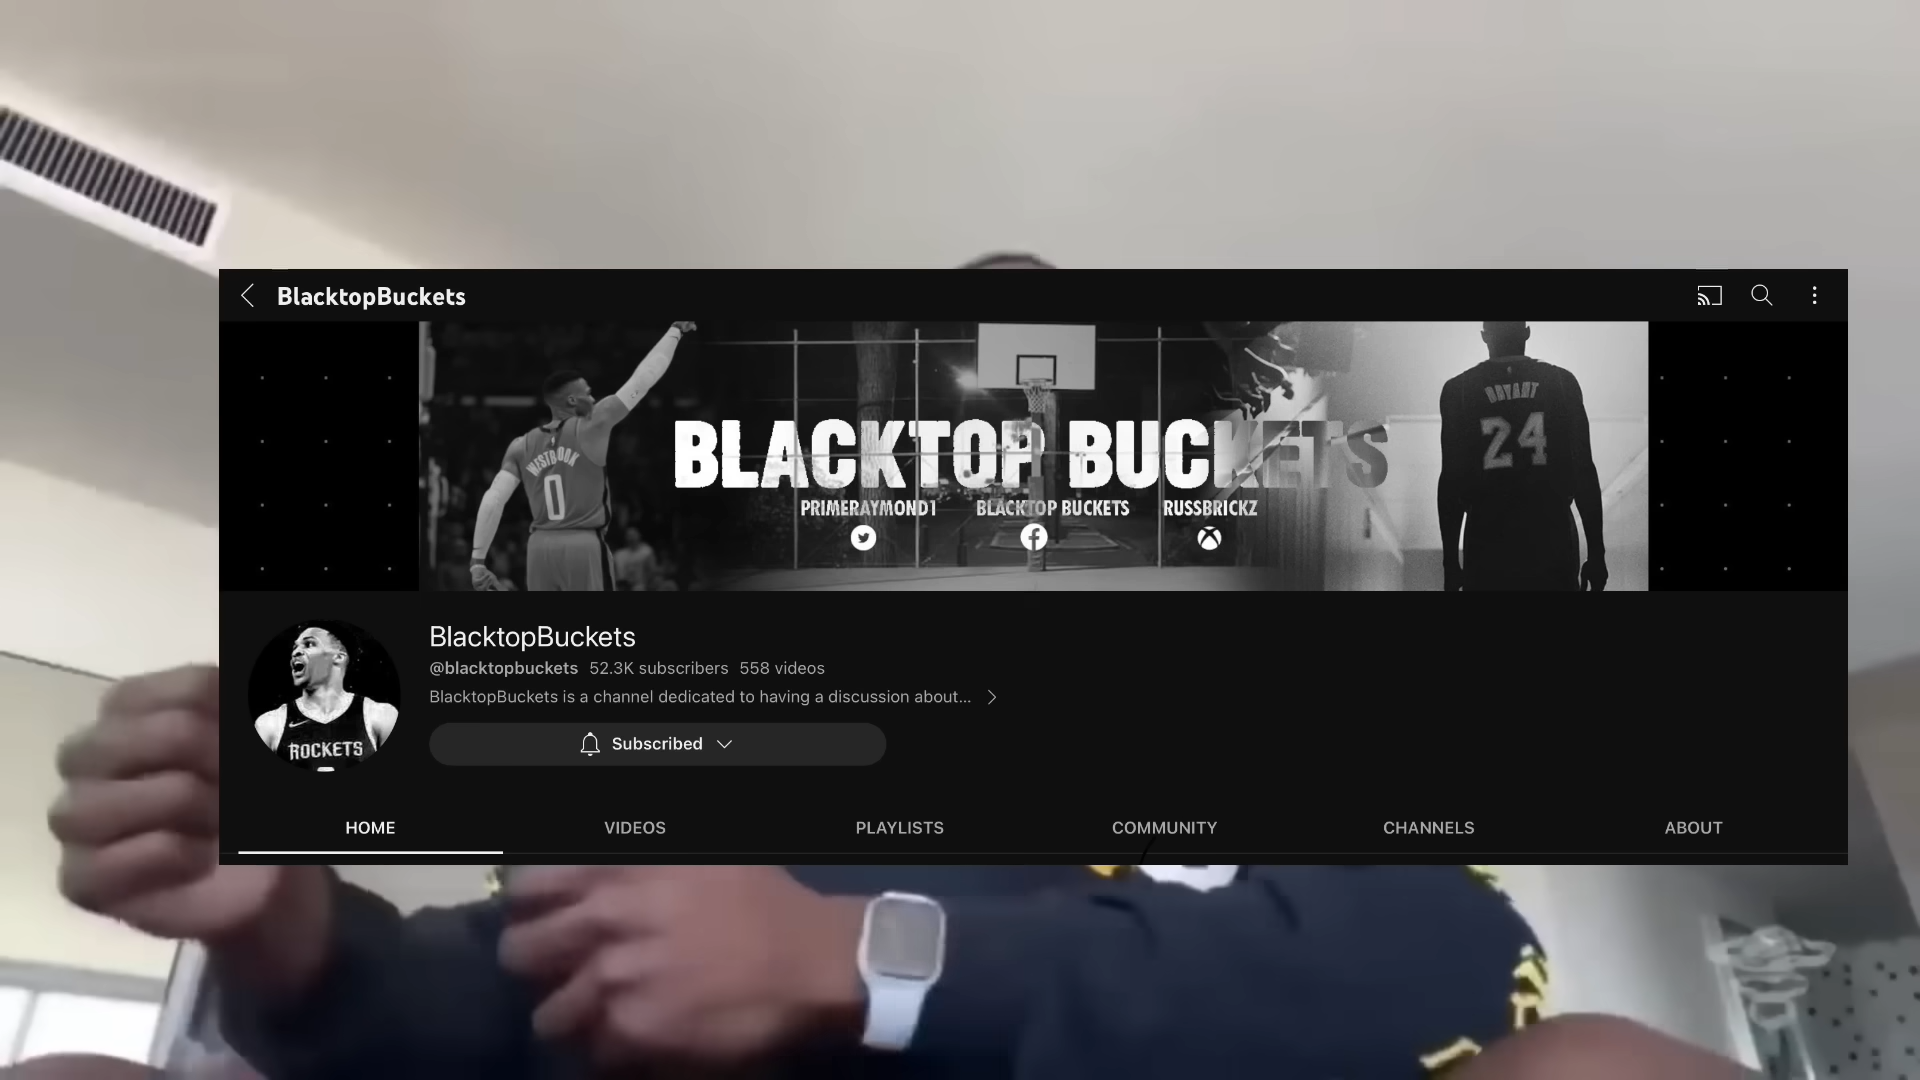 BlacktopBuckets
WESTBROOK
0
BRYANT
24
BLACKTOP BUCKETS
PRIMERAYMOND1 BLACKTOP BUCKETS RUSSBRICKZ
BlacktopBuckets
@blacktopbuckets 52.3K subscribers 558 videos
BlacktopBuckets is a channel dedicated to having a discussion about...
ROCKETS
Subscribed
HOME VIDEOS PLAYLISTS COMMUNITY CHANNELS ABOUT